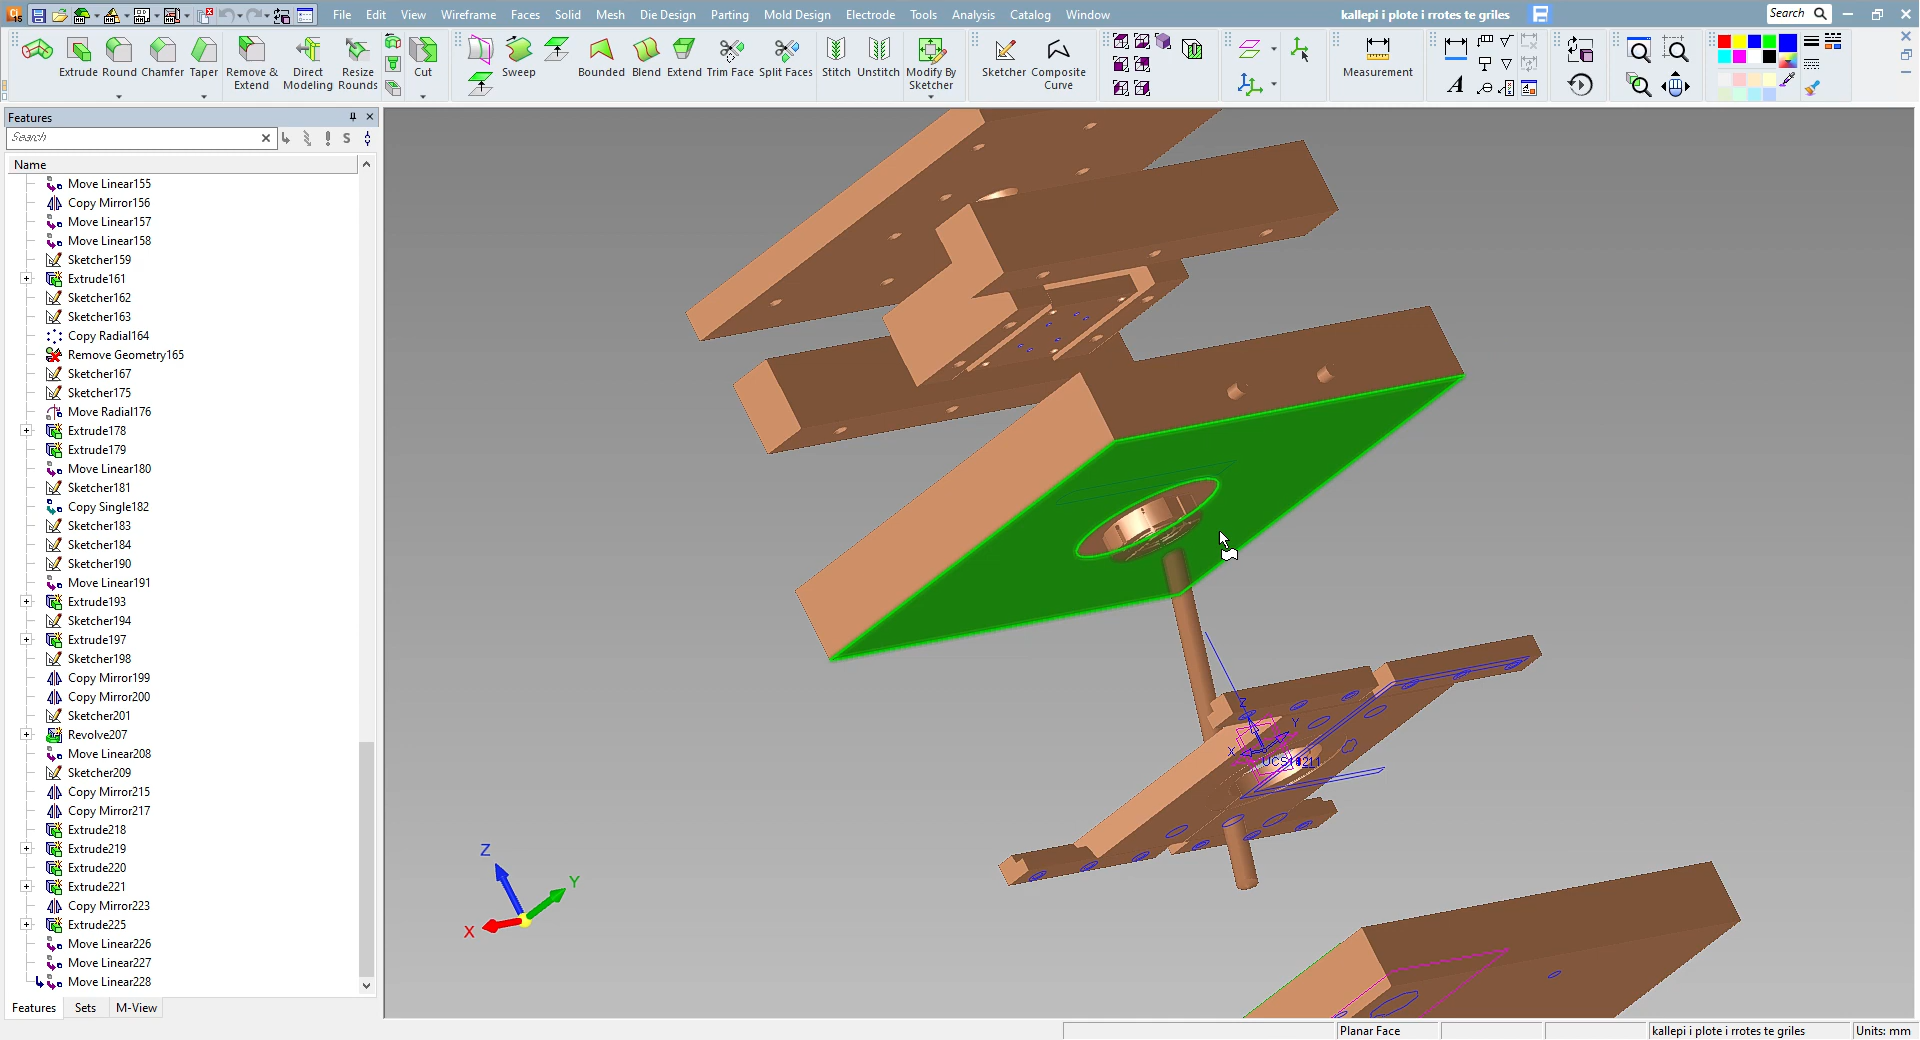 File Edit View Wireframe Faces Solid Mesh Die Design Parting Mold Design Electrode Tools Analysis Catalog Window
kallepi i plote i rrotes te griles
Search
Extrude Round Chamfer Taper Remove & Extend Direct Modeling Resize Rounds Cut Sweep Bounded Blend Extend Trim Face Split Faces Stitch Unstitch Modify By Sketcher Sketcher Composite Curve Measurement
Features
Search
S
Name
Move Linear155
Copy Mirror156
Move Linear157
Move Linear158
Sketcher159
Extrude161
Sketcher162
Sketcher163
Copy Radial164
Remove Geometry165
Sketcher167
Sketcher175
Move Radial176
Extrude178
Extrude179
Move Linear180
Sketcher181
Copy Single182
Sketcher183
Sketcher184
Sketcher190
Move Linear191
Extrude193
Sketcher194
Extrude197
Sketcher198
Copy Mirror199
Copy Mirror200
Sketcher201
Revolve207
Move Linear208
Sketcher209
Copy Mirror215
Copy Mirror217
Extrude218
Extrude219
Extrude220
Extrude221
Copy Mirror223
Extrude225
Move Linear226
Move Linear227
Move Linear228
Features Sets M-View
Z
Y
X
Z
Y
X
Planar Face
kallepi i plote i rrotes te griles
Units: mm